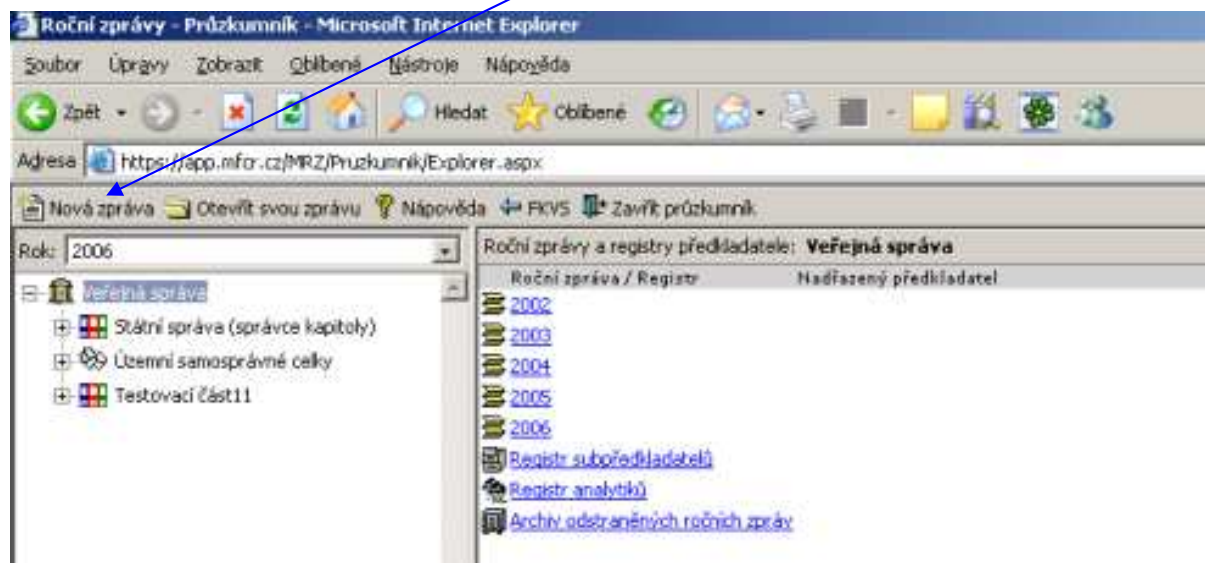 Roční zprávy - Průzkumník - Microsoft Internet Explorer
Soubor Úpravy Zobrazit Oblíbené Nástroje Nápověda
Zpět Hledat Oblíbené
Adresa https://app.mfcr.cz/MRZ/Pruzkumnik/Explorer.aspx
Nová zpráva Otevřít svou zprávu Nápověda FKVS Zavřít průzkumník
Rok: 2006
Veřejná správa
Státní správa (správce kapitoly)
Územní samosprávné celky
Testovací část11
Roční zprávy a registry předkladatele: Veřejná správa
Roční zpráva / Registr Nadřazený předkladatel
2002
2003
2004
2005
2006
Registr subpředkladatelů
Registr analytiků
Archiv odstraněných ročních zpráv